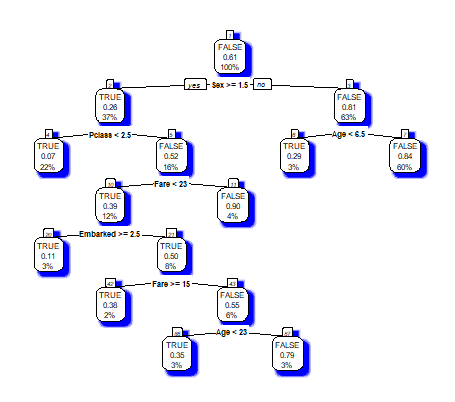 1
FALSE
0.61
100%
yes Sex >= 1.5 no
2
TRUE
0.26
37%
3
FALSE
0.81
63%
Pclass < 2.5
Age < 6.5
4
TRUE
0.07
22%
5
FALSE
0.52
16%
6
TRUE
0.29
3%
7
FALSE
0.84
60%
Fare < 23
10
TRUE
0.39
12%
11
FALSE
0.90
4%
Embarked >= 2.5
20
TRUE
0.11
3%
21
TRUE
0.50
8%
Fare >= 15
42
TRUE
0.38
2%
43
FALSE
0.55
6%
Age < 23
86
TRUE
0.35
3%
87
FALSE
0.79
3%